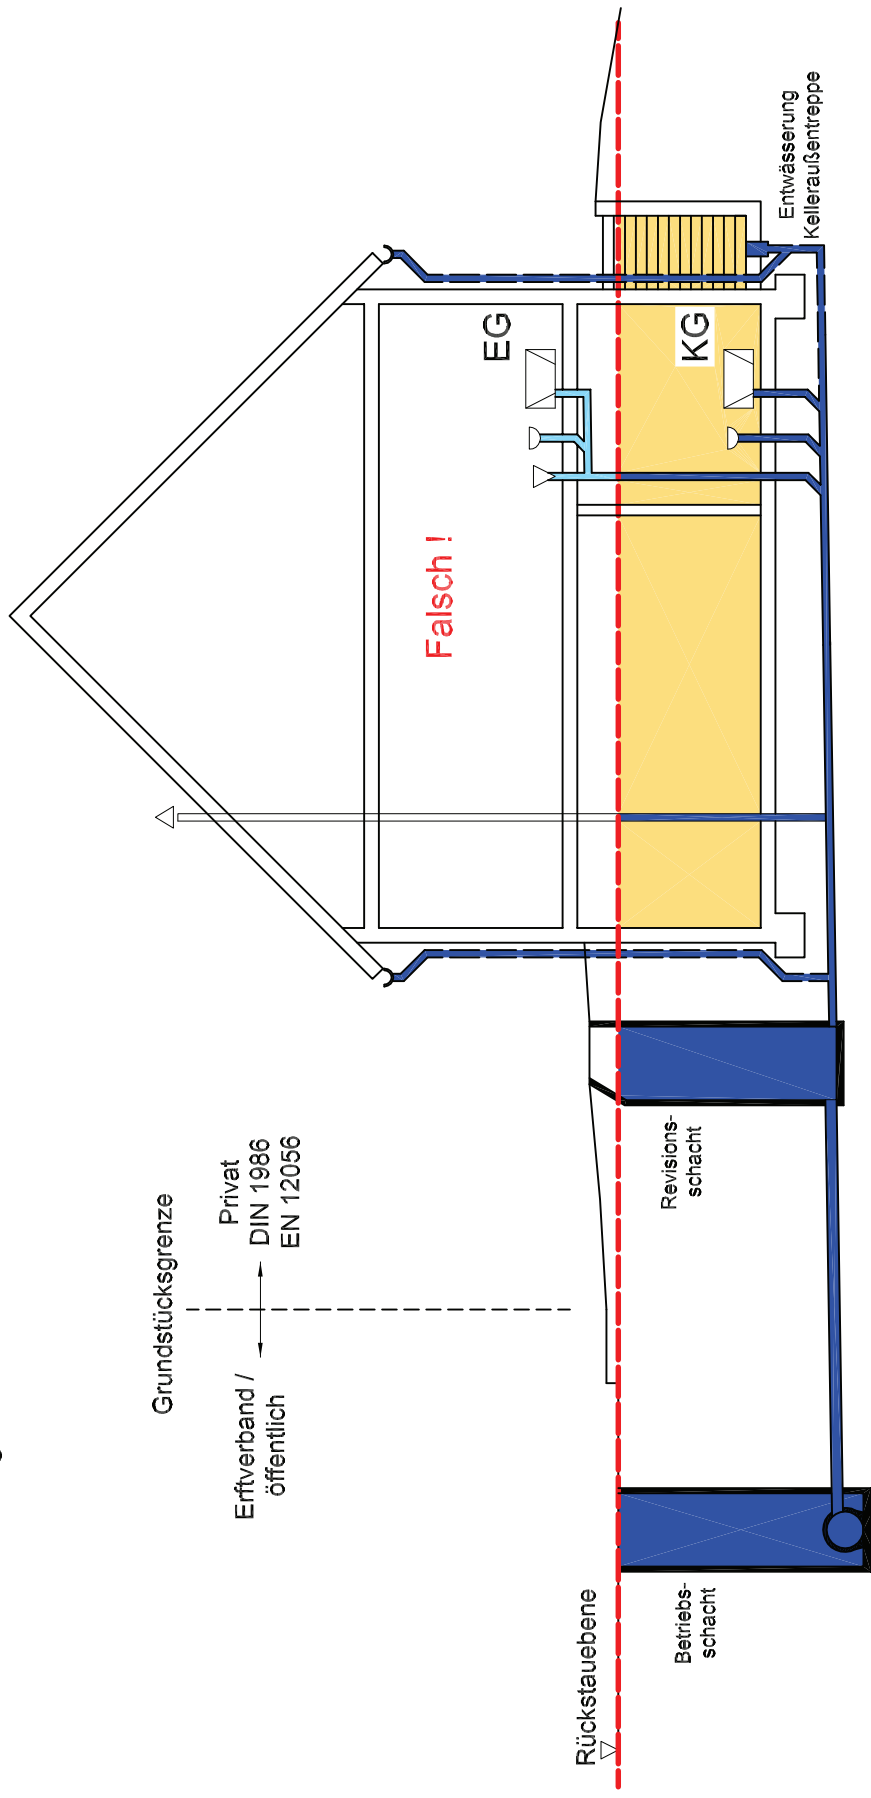 Grundstücksgrenze
Erftverband /
öffentlich
Privat
DIN 1986
EN 12056
Falsch !
EG
KG
Rückstauebene
Betriebs-
schacht
Revisions-
schacht
Entwässerung
Kelleraußentreppe